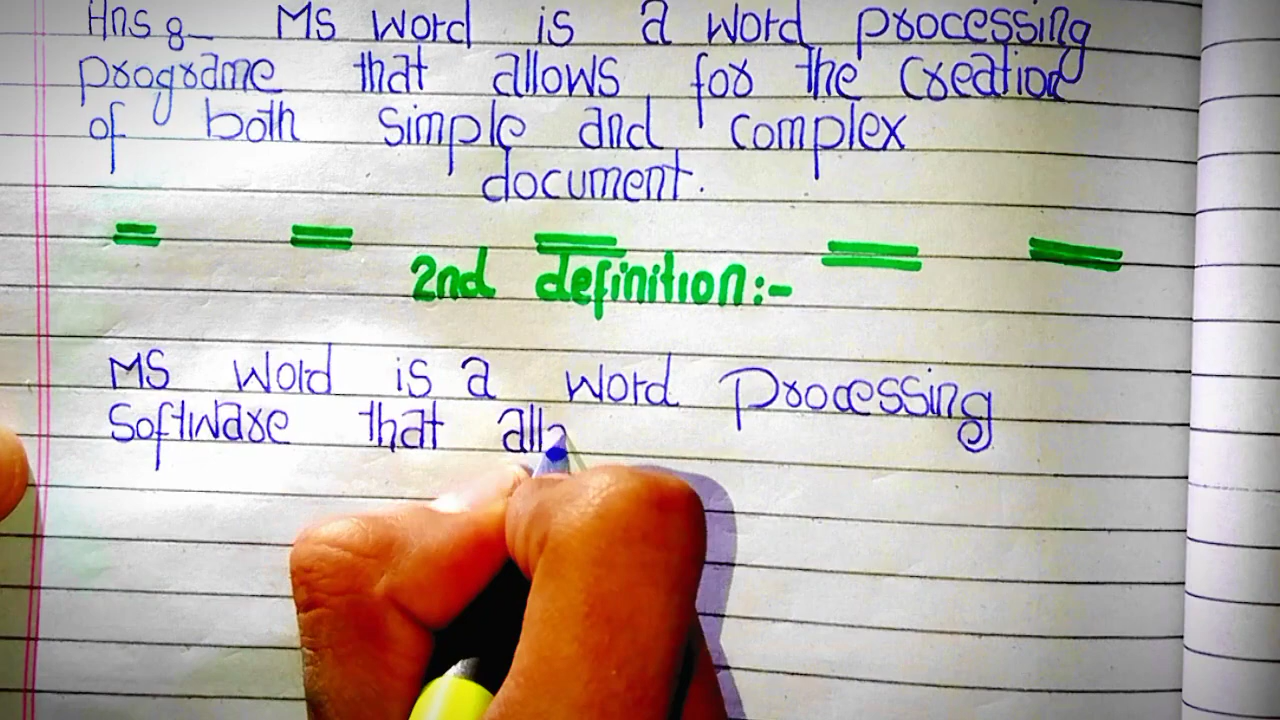 Ans :- MS Word is a word processing
programe that allows for the creation
of both simple and complex
document.
2nd definition:-
MS Word is a word processing
software that all